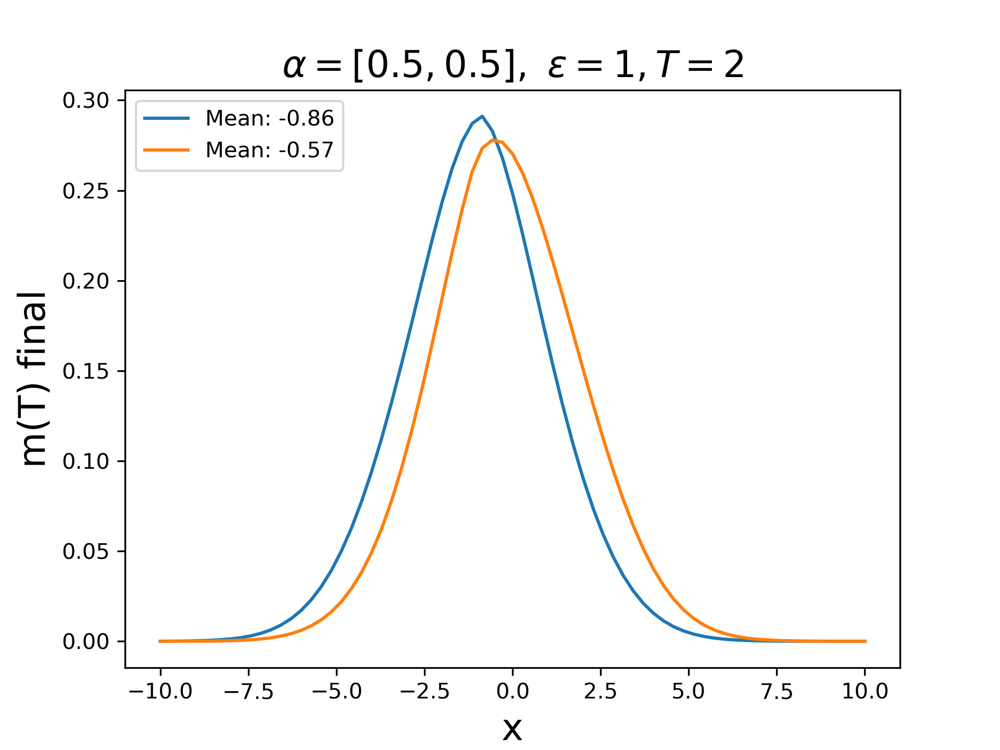 α = [0.5, 0.5], ε = 1, T = 2
Mean: -0.86
Mean: -0.57
m(T) final
0.30
0.25
0.20
0.15
0.10
0.05
0.00
−10.0 −7.5 −5.0 −2.5 0.0 2.5 5.0 7.5 10.0
x